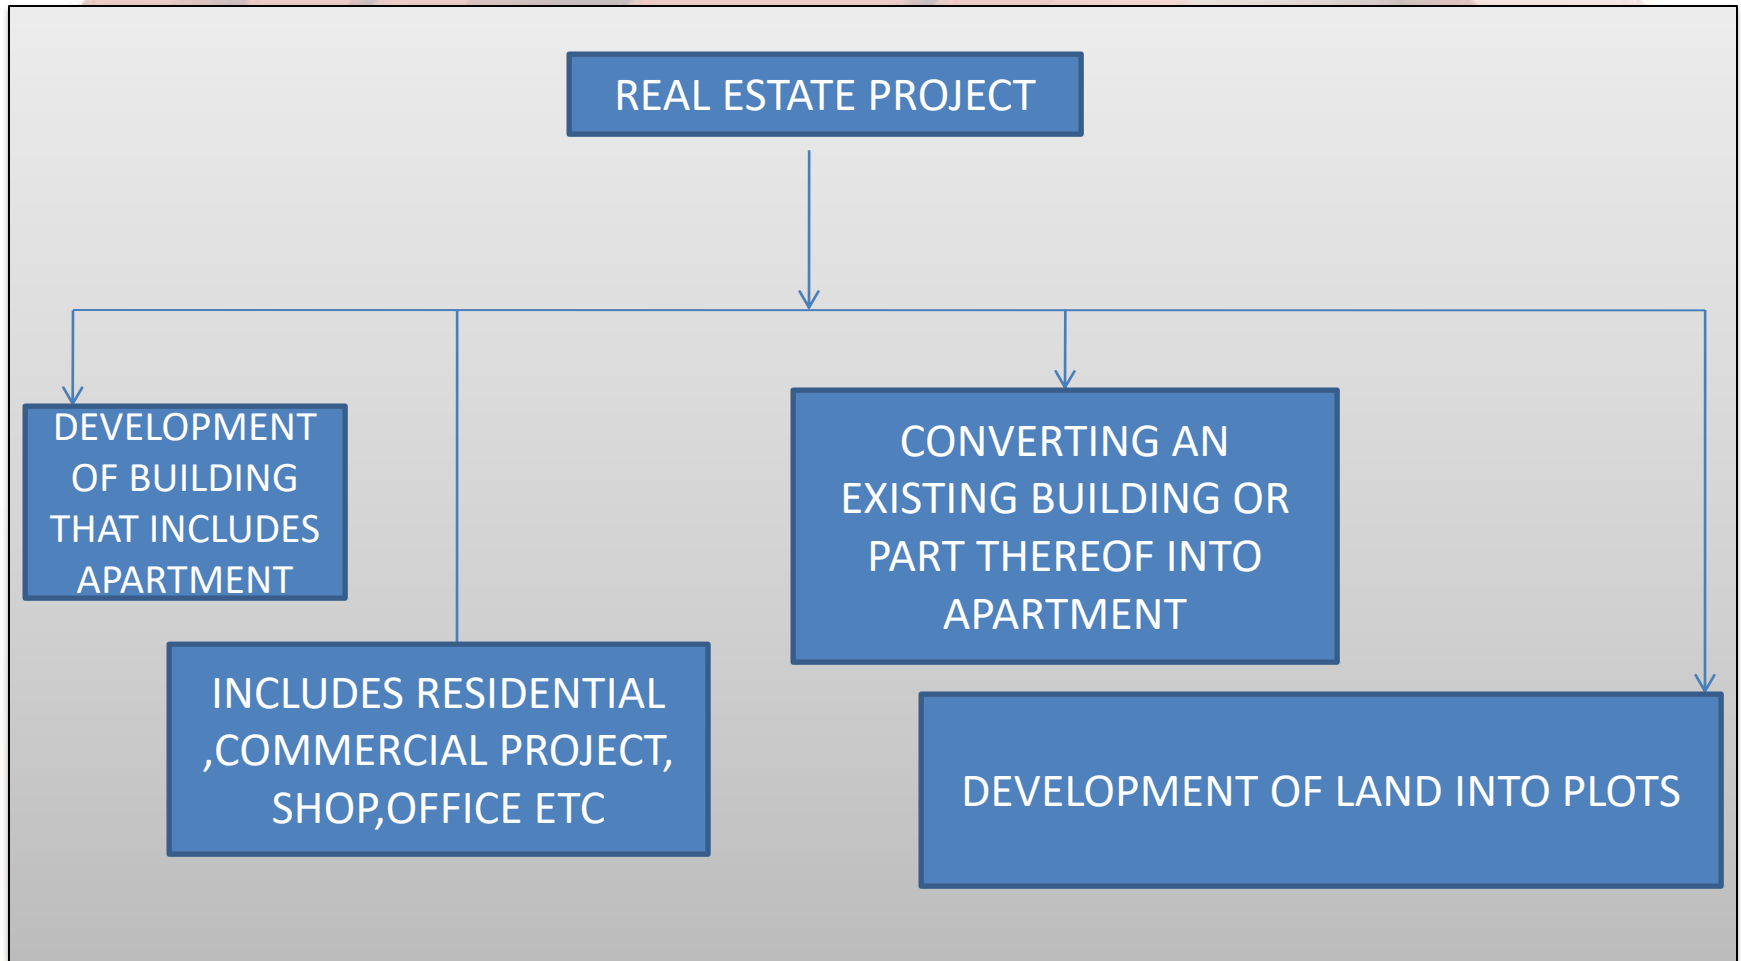 REAL ESTATE PROJECT
DEVELOPMENT
OF BUILDING
THAT INCLUDES
APARTMENT
INCLUDES RESIDENTIAL
,COMMERCIAL PROJECT,
SHOP,OFFICE ETC
CONVERTING AN
EXISTING BUILDING OR
PART THEREOF INTO
APARTMENT
DEVELOPMENT OF LAND INTO PLOTS